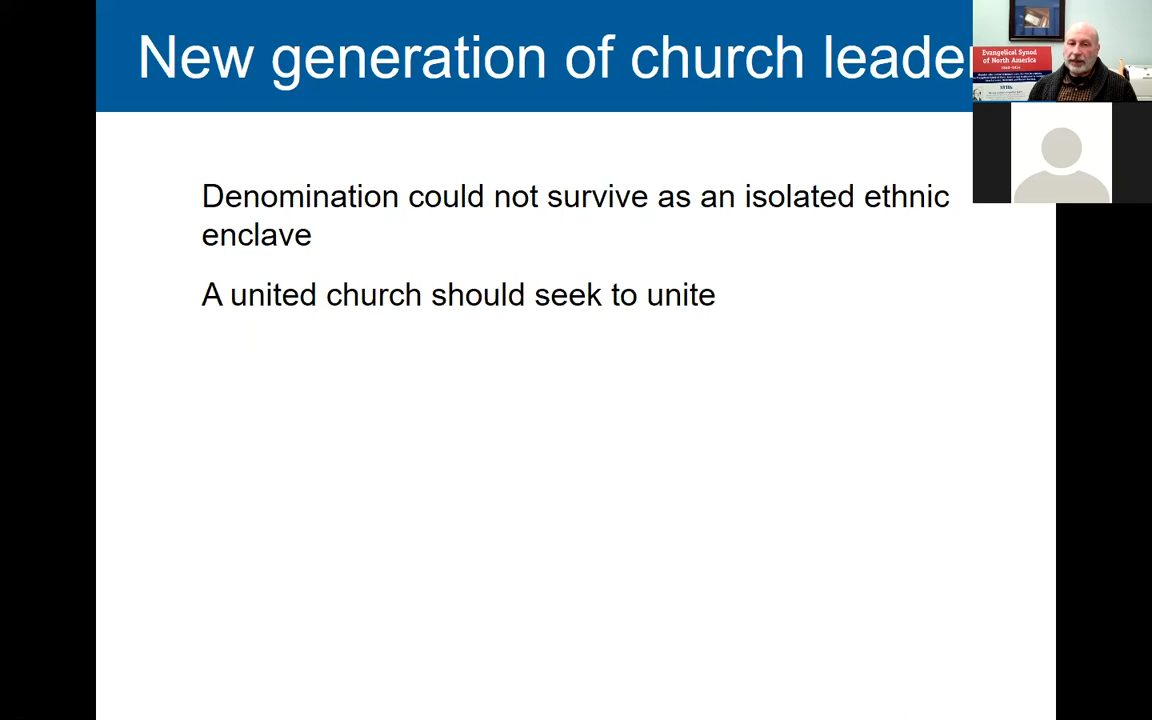 New generation of church leade
Evangelical Synod
of North America
Denomination could not survive as an isolated ethnic
enclave
A united church should seek to unite